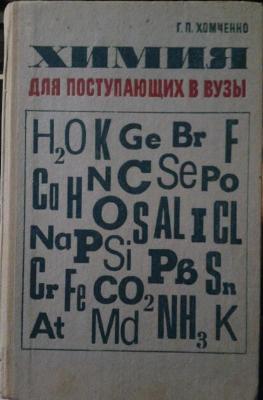 Г. П. ХОМЧЕНКО
ХИМИЯ
ДЛЯ ПОСТУПАЮЩИХ В ВУЗЫ
H₂O K Ge Br F
Ca H N C Se Po
O S AL I CL
Na P Si
Cr Fe CO₂ Pb Sn
At Md NH₃ K